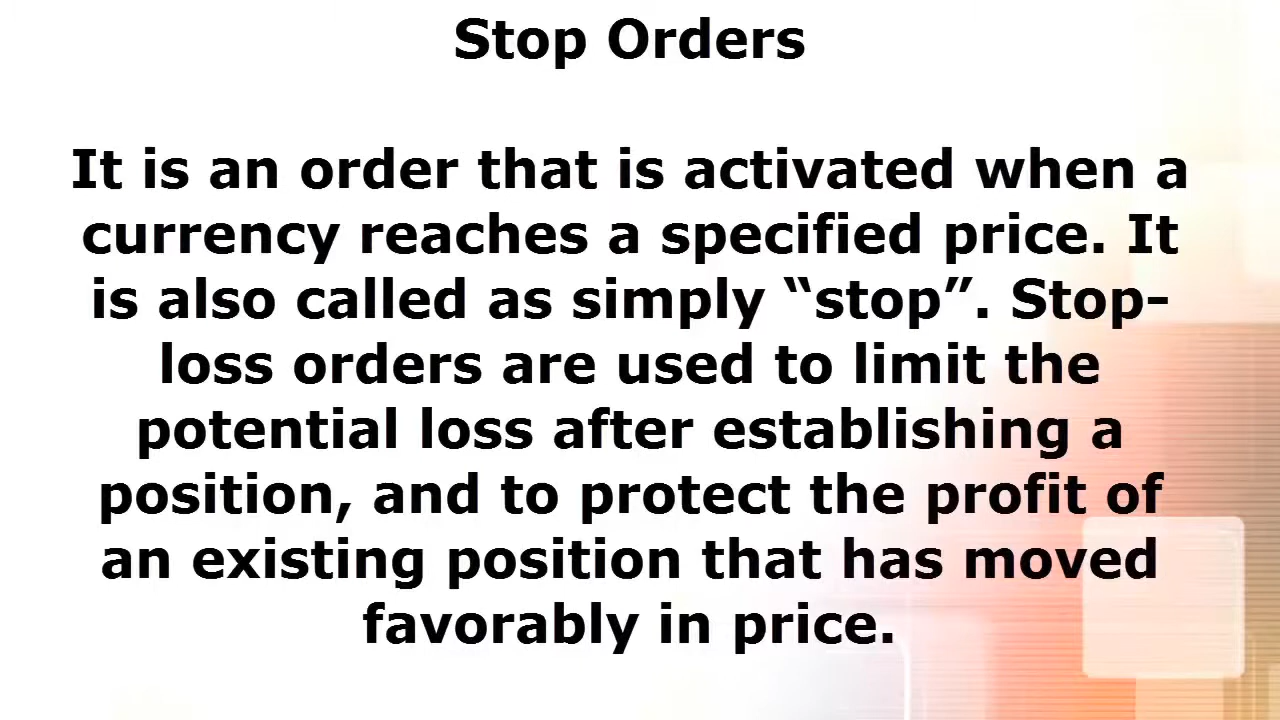 Stop Orders
It is an order that is activated when a
currency reaches a specified price. It
is also called as simply “stop”. Stop-
loss orders are used to limit the
potential loss after establishing a
position, and to protect the profit of
an existing position that has moved
favorably in price.